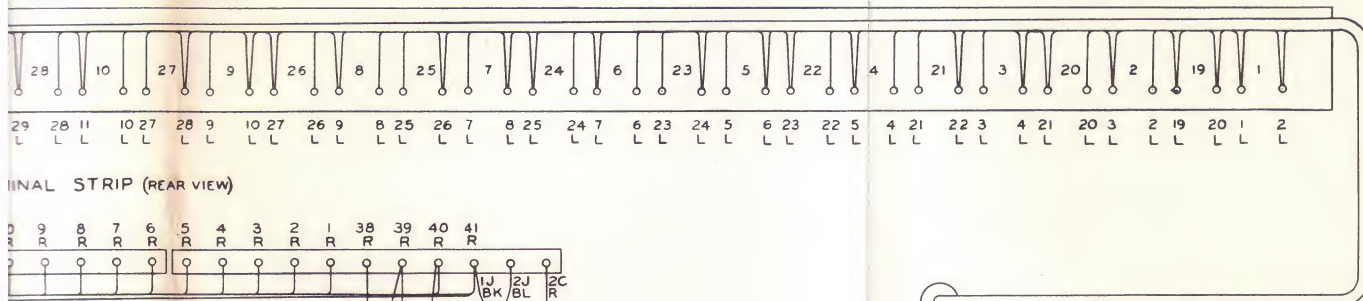 28 10 27 9 26 8 25 7 24 6 23 5 22 4 21 3 20 2 19 1
29 28 11 10 27 28 9 10 27 26 9 8 25 26 7 8 25 24 7 6 23 24 5 6 23 22 5 4 21 22 3 4 21 20 3 2 19 20 1 2
L L L L L L L L L L L L L L L L L L L L L L L L L L L L L L L L L L L L L L L L
STRIP (REAR VIEW)
9 8 7 6 5 4 3 2 1 38 39 40 41
R R R R R R R R R R R R R R
1J 2J 2C
BK BL R